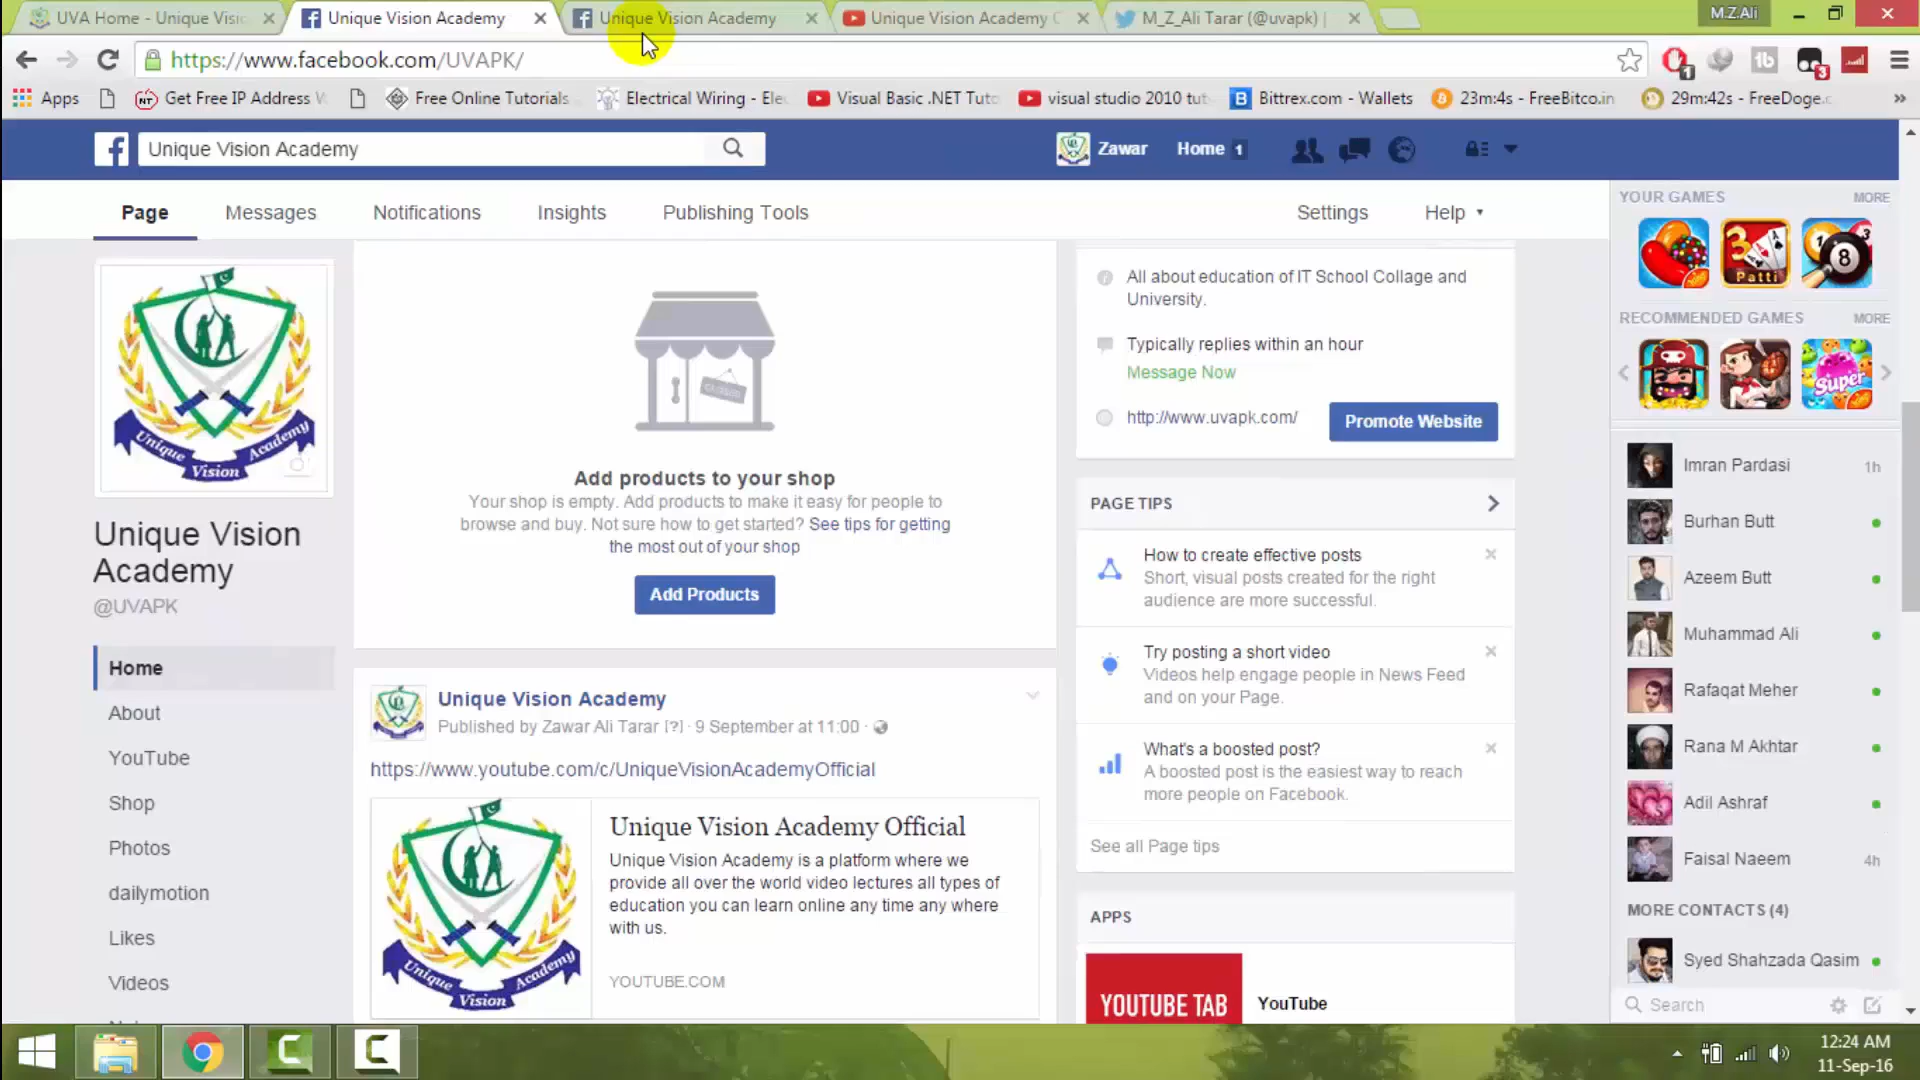 UVA Home - Unique Visio
Unique Vision Academy
Unique Vision Academy
Unique Vision Academy
M_Z_Ali Tarar (@uvapk) |
M.Z.Ali
https://www.facebook.com/UVAPK/
1
3
Apps
Get Free IP Address
Free Online Tutorials
Electrical Wiring - Ele
Visual Basic .NET Tuto
visual studio 2010 tut
Bittrex.com - Wallets
23m:4s - FreeBitco.in
29m:42s - FreeDoge.c
Unique Vision Academy
Zawar
Home 1
Page
Messages
Notifications
Insights
Publishing Tools
Settings
Help
YOUR GAMES
MORE
3 Patti
8
RECOMMENDED GAMES
MORE
Super
Unique Vision Academy
Unique Vision
Academy
@UVAPK
Home
About
YouTube
Shop
Photos
dailymotion
Likes
Videos
CLOSED
Add products to your shop
Your shop is empty. Add products to make it easy for people to
browse and buy. Not sure how to get started? See tips for getting
the most out of your shop
Add Products
Unique Vision Academy
Published by Zawar Ali Tarar [?] · 9 September at 11:00 ·
https://www.youtube.com/c/UniqueVisionAcademyOfficial
Unique Vision Academy
Unique Vision Academy Official
Unique Vision Academy is a platform where we
provide all over the world video lectures all types of
education you can learn online any time any where
with us.
YOUTUBE.COM
All about education of IT School Collage and
University.
Typically replies within an hour
Message Now
http://www.uvapk.com/
Promote Website
PAGE TIPS
How to create effective posts
Short, visual posts created for the right
audience are more successful.
Try posting a short video
Videos help engage people in News Feed
and on your Page.
What's a boosted post?
A boosted post is the easiest way to reach
more people on Facebook.
See all Page tips
APPS
YOUTUBE TAB
YouTube
Imran Pardasi
1h
Burhan Butt
Azeem Butt
Muhammad Ali
Rafaqat Meher
Rana M Akhtar
Adil Ashraf
Faisal Naeem
4h
MORE CONTACTS (4)
Syed Shahzada Qasim
Search
12:24 AM
11-Sep-16